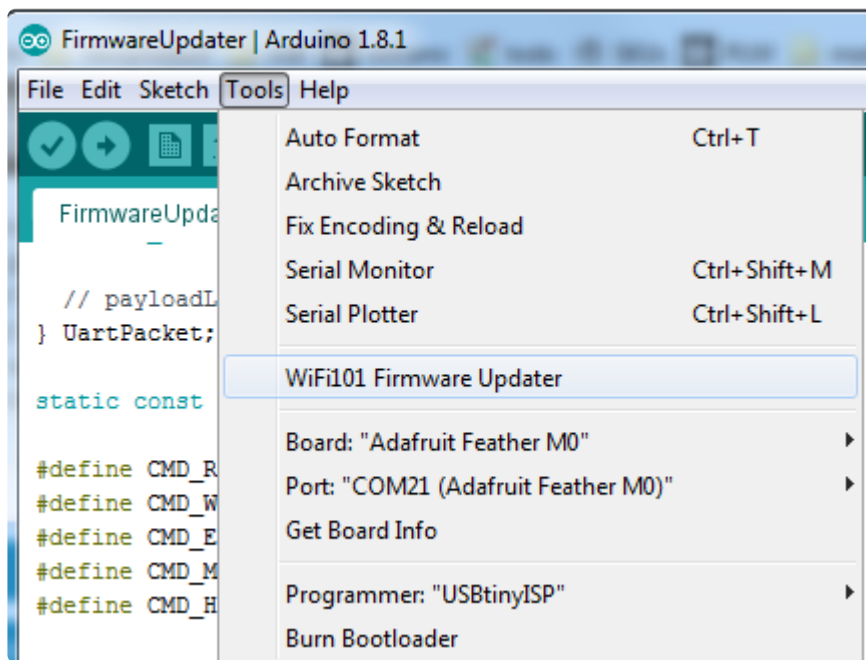 FirmwareUpdater | Arduino 1.8.1
File Edit Sketch Tools Help
Auto Format Ctrl+T
Archive Sketch
FirmwareUpda
Fix Encoding & Reload
Serial Monitor Ctrl+Shift+M
// payloadL
Serial Plotter Ctrl+Shift+L
} UartPacket;
WiFi101 Firmware Updater
static const
Board: "Adafruit Feather M0"
#define CMD_R
Port: "COM21 (Adafruit Feather M0)"
#define CMD_W
Get Board Info
#define CMD_E
#define CMD_M
Programmer: "USBtinyISP"
#define CMD_H
Burn Bootloader